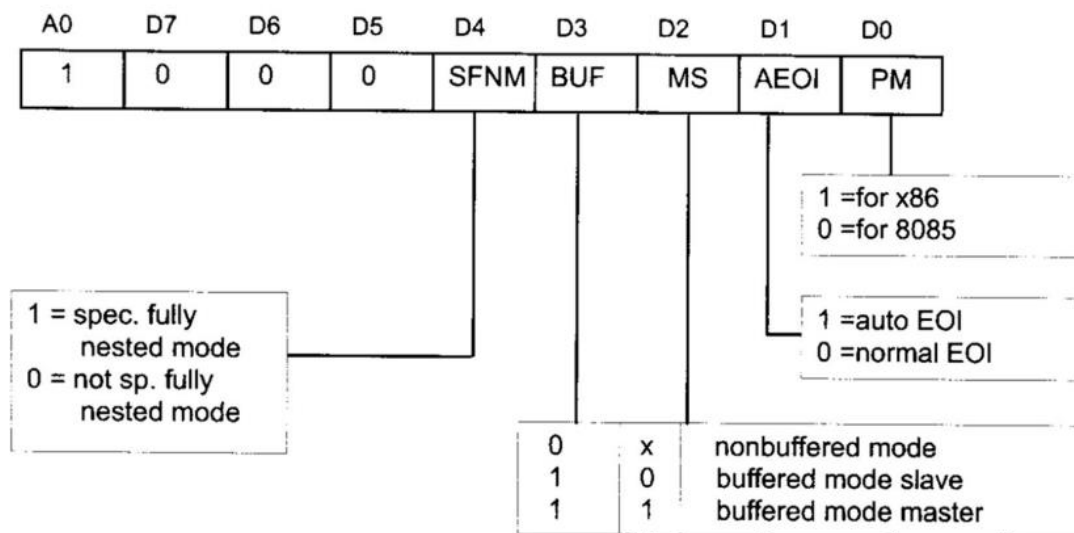 A0 D7 D6 D5 D4 D3 D2 D1 D0
1 0 0 0 SFNM BUF MS AEOI PM
1 =for x86
0 =for 8085
1 = spec. fully
nested mode
0 = not sp. fully
nested mode
1 =auto EOI
0 =normal EOI
0 x nonbuffered mode
1 0 buffered mode slave
1 1 buffered mode master